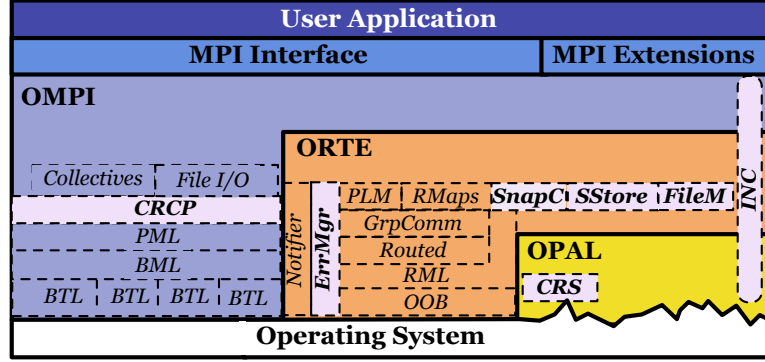 User Application
MPI Interface
MPI Extensions
OMPI
ORTE
Collectives
File I/O
CRCP
PML
BML
BTL
BTL
BTL
BTL
Notifier
ErrMgr
PLM
RMaps
SnapC
SStore
FileM
INC
GrpComm
Routed
RML
OOB
OPAL
CRS
Operating System